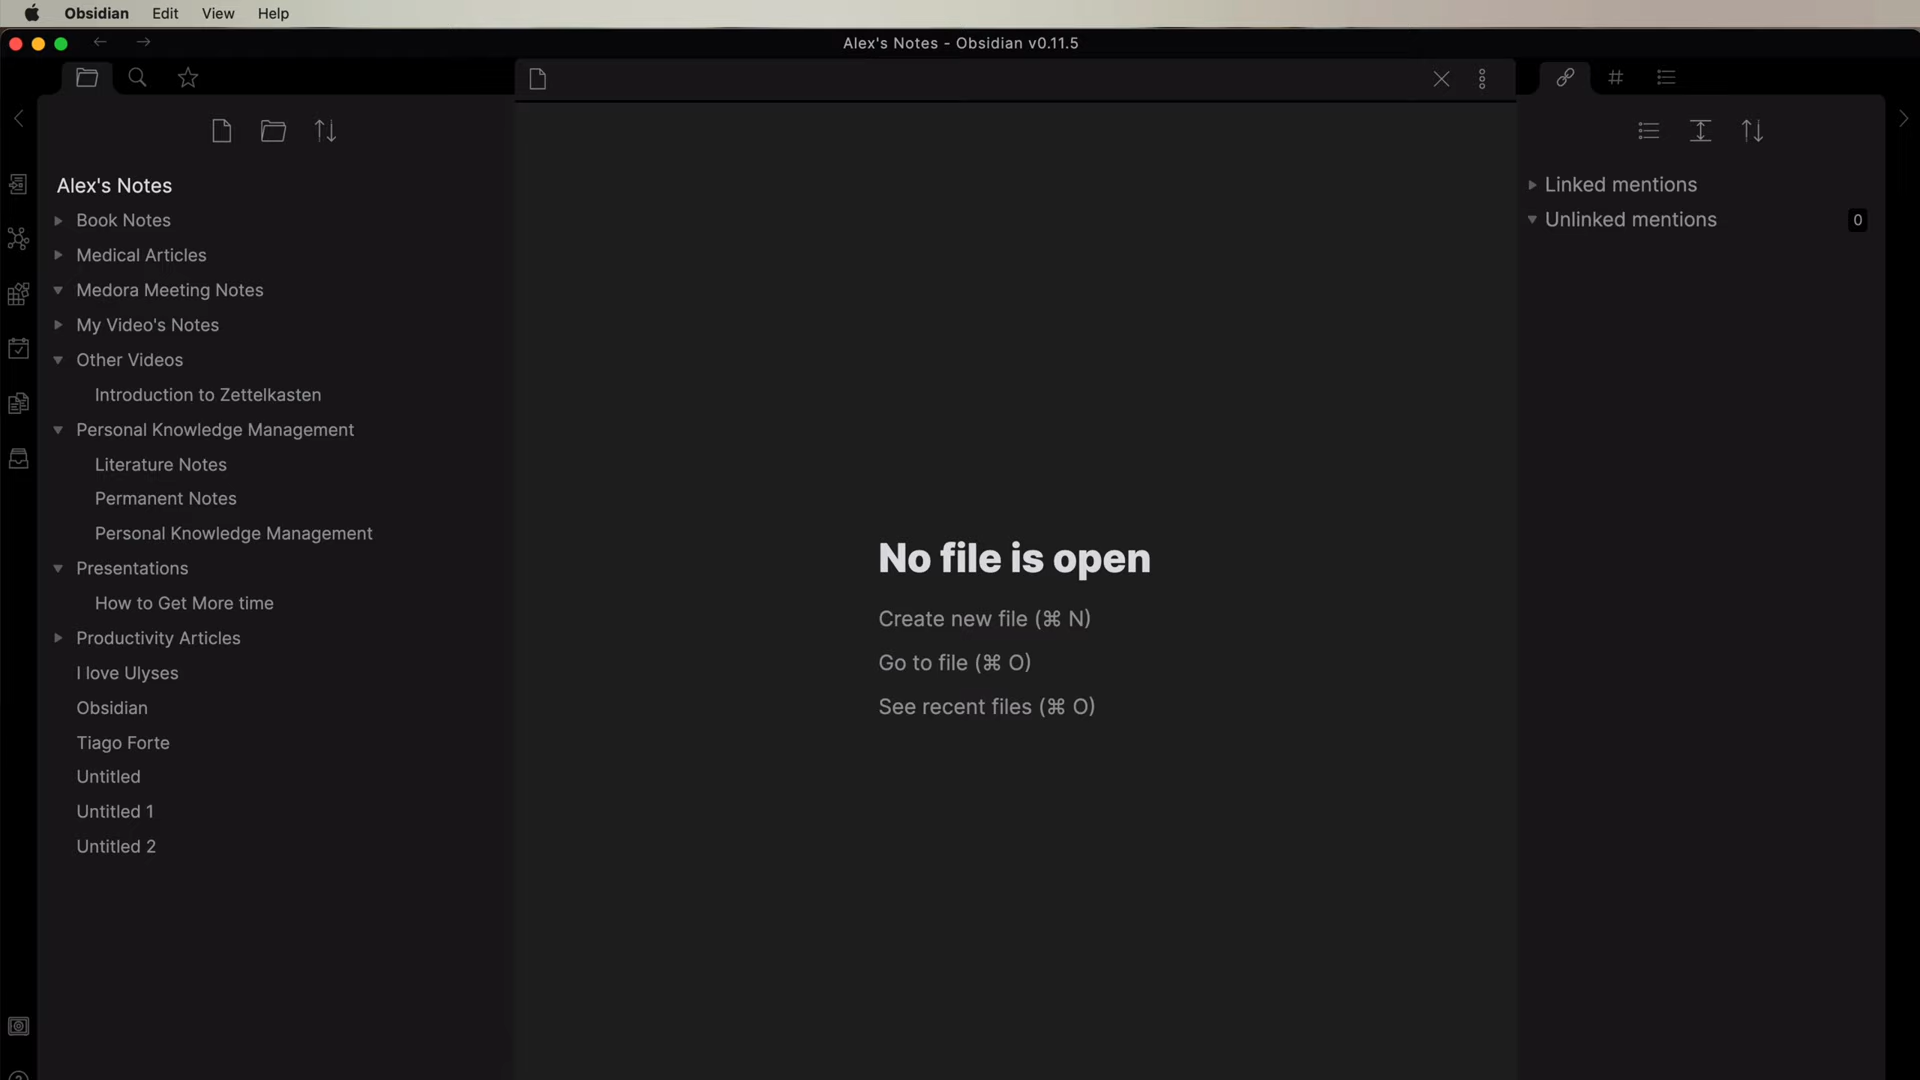 Obsidian Edit View Help
Alex's Notes - Obsidian v0.11.5
Alex's Notes
Book Notes
Medical Articles
Medora Meeting Notes
My Video's Notes
Other Videos
Introduction to Zettelkasten
Personal Knowledge Management
Literature Notes
Permanent Notes
Personal Knowledge Management
Presentations
How to Get More time
Productivity Articles
I love Ulyses
Obsidian
Tiago Forte
Untitled
Untitled 1
Untitled 2
No file is open
Create new file (⌘ N)
Go to file (⌘ O)
See recent files (⌘ O)
Linked mentions
Unlinked mentions 0